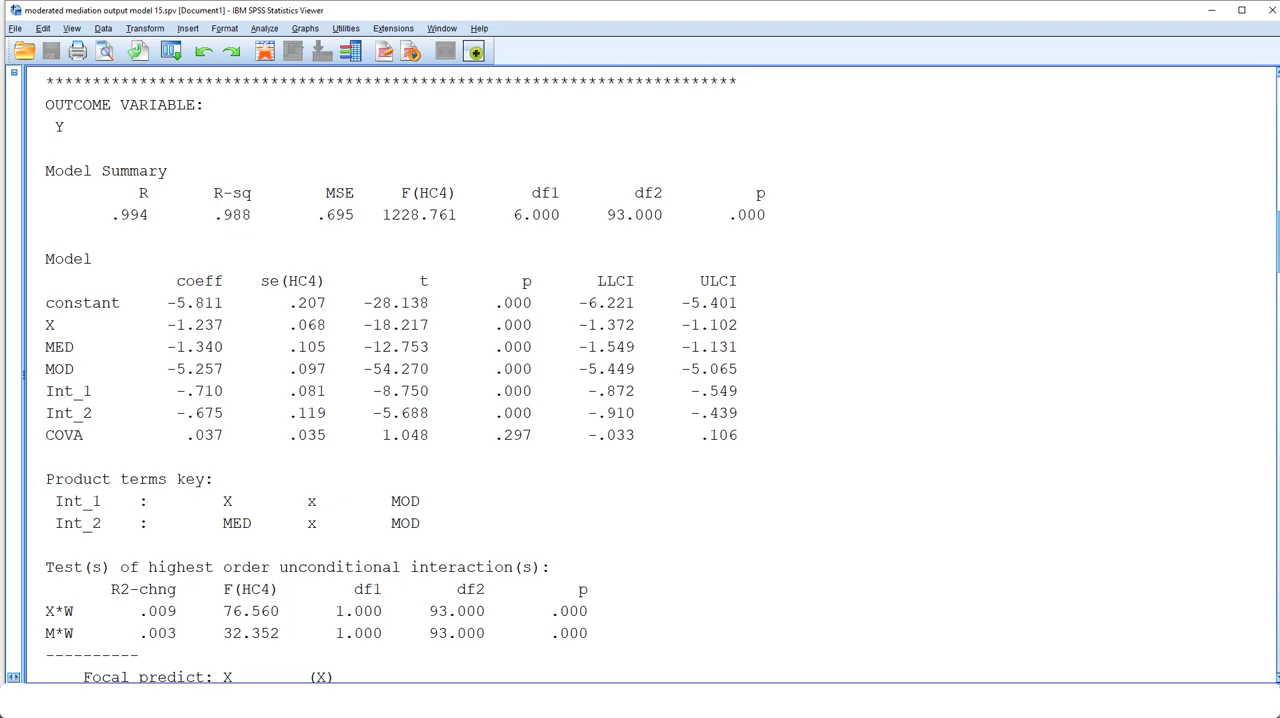 moderated mediation output model 15.spv [Document1] - IBM SPSS Statistics Viewer
File Edit View Data Transform Insert Format Analyze Graphs Utilities Extensions Window Help
**************************************************************************
OUTCOME VARIABLE:
Y
Model Summary
R R-sq MSE F(HC4) df1 df2 p
.994 .988 .695 1228.761 6.000 93.000 .000
Model
coeff se(HC4) t p LLCI ULCI
constant -5.811 .207 -28.138 .000 -6.221 -5.401
X -1.237 .068 -18.217 .000 -1.372 -1.102
MED -1.340 .105 -12.753 .000 -1.549 -1.131
MOD -5.257 .097 -54.270 .000 -5.449 -5.065
Int_1 -.710 .081 -8.750 .000 -.872 -.549
Int_2 -.675 .119 -5.688 .000 -.910 -.439
COVA .037 .035 1.048 .297 -.033 .106
Product terms key:
Int_1 : X x MOD
Int_2 : MED x MOD
Test(s) of highest order unconditional interaction(s):
R2-chng F(HC4) df1 df2 p
X*W .009 76.560 1.000 93.000 .000
M*W .003 32.352 1.000 93.000 .000
----------
Focal predict: X (X)